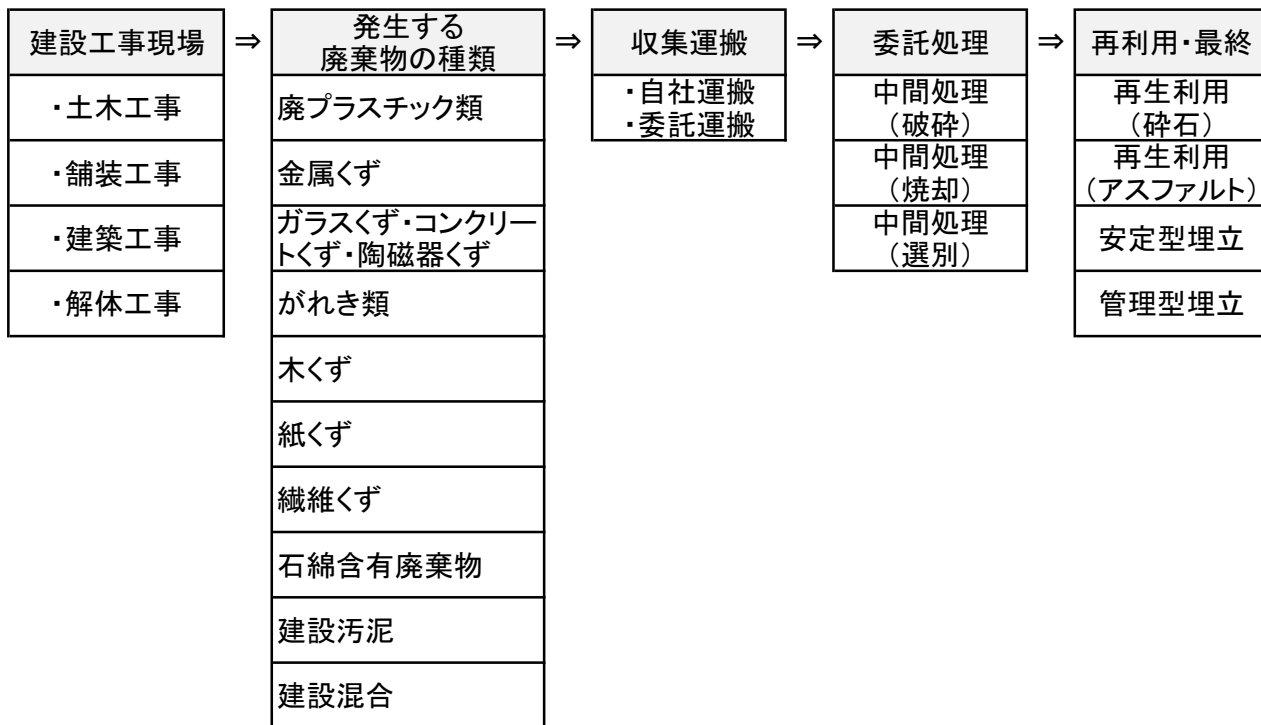 建設工事現場
・土木工事
・舗装工事
・建築工事
・解体工事
⇒
発生する
廃棄物の種類
廃プラスチック類
金属くず
ガラスくず・コンクリー
トくず・陶磁器くず
がれき類
木くず
紙くず
繊維くず
石綿含有廃棄物
建設汚泥
建設混合
⇒
収集運搬
・自社運搬
・委託運搬
⇒
委託処理
中間処理
（破砕）
中間処理
（焼却）
中間処理
（選別）
⇒
再利用・最終
再生利用
（砕石）
再生利用
（アスファルト）
安定型埋立
管理型埋立